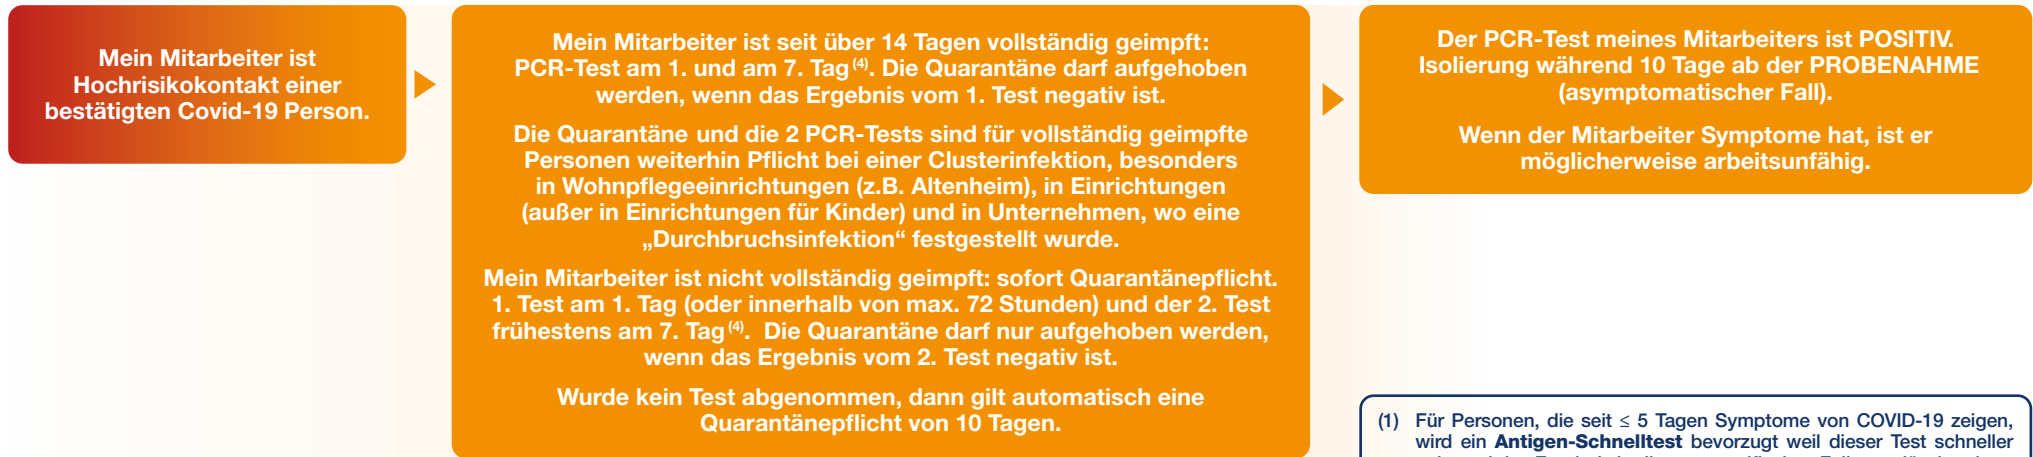 Mein Mitarbeiter ist
Hochrisikokontakt einer
bestätigten Covid-19 Person.
Mein Mitarbeiter ist seit über 14 Tagen vollständig geimpft:
PCR-Test am 1. und am 7. Tag (4). Die Quarantäne darf aufgehoben
werden, wenn das Ergebnis vom 1. Test negativ ist.
Die Quarantäne und die 2 PCR-Tests sind für vollständig geimpfte
Personen weiterhin Pflicht bei einer Clusterinfektion, besonders
in Wohnpflegeeinrichtungen (z.B. Altenheim), in Einrichtungen
(außer in Einrichtungen für Kinder) und in Unternehmen, wo eine
„Durchbruchsinfektion“ festgestellt wurde.
Mein Mitarbeiter ist nicht vollständig geimpft: sofort Quarantänepflicht.
1. Test am 1. Tag (oder innerhalb von max. 72 Stunden) und der 2. Test
frühestens am 7. Tag (4). Die Quarantäne darf nur aufgehoben werden,
wenn das Ergebnis vom 2. Test negativ ist.
Wurde kein Test abgenommen, dann gilt automatisch eine
Quarantänepflicht von 10 Tagen.
Der PCR-Test meines Mitarbeiters ist POSITIV.
Isolierung während 10 Tage ab der PROBENAHME
(asymptomatischer Fall).
Wenn der Mitarbeiter Symptome hat, ist er
möglicherweise arbeitsunfähig.
(1) Für Personen, die seit ≤ 5 Tagen Symptome von COVID-19 zeigen,
wird ein Antigen-Schnelltest bevorzugt weil dieser Test schneller